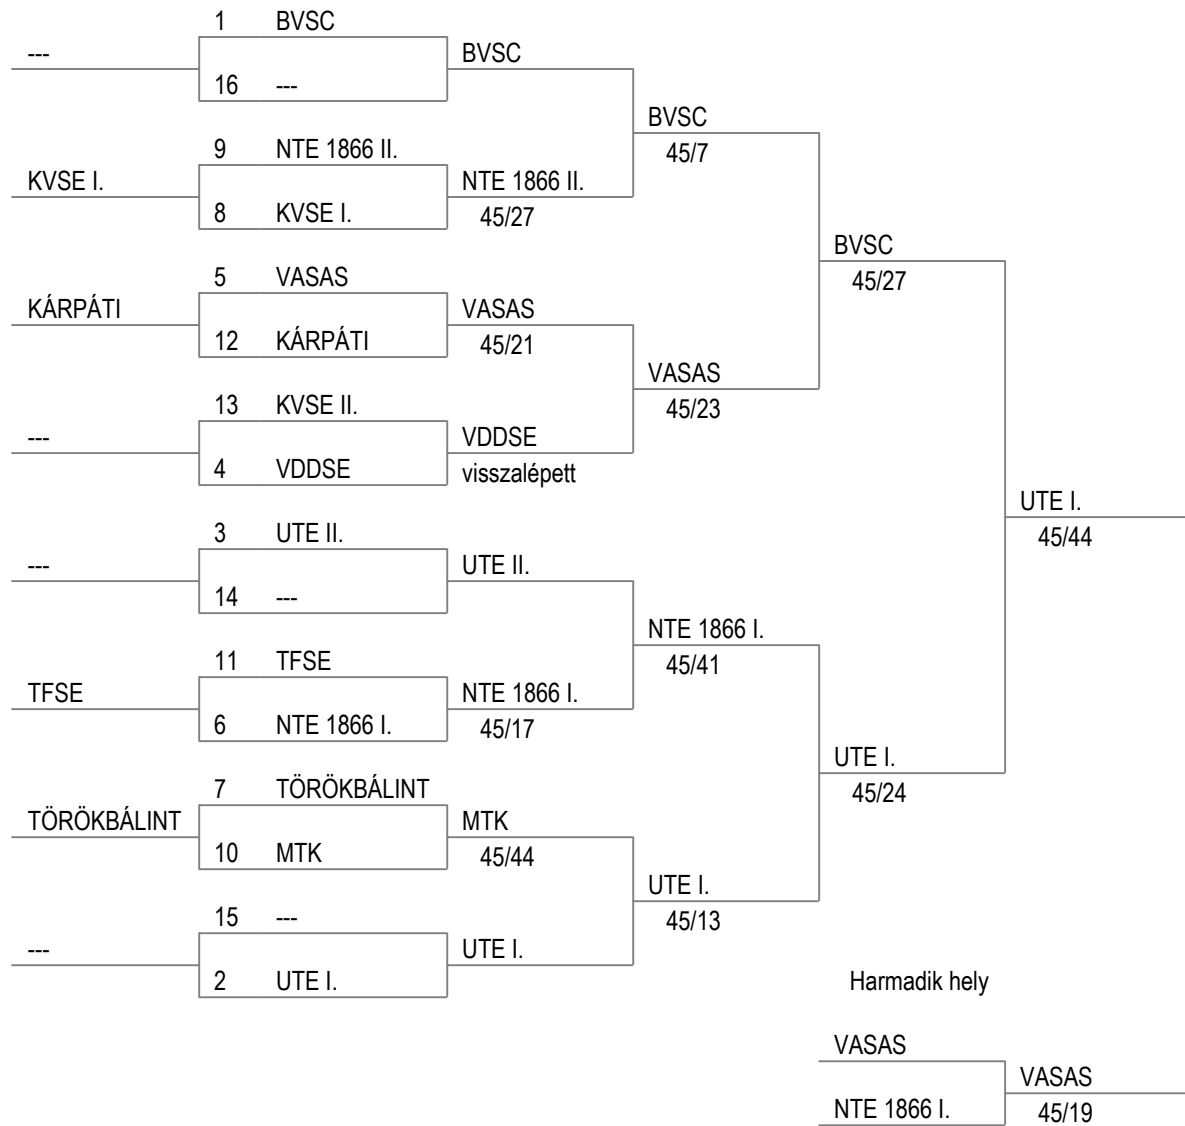 1 BVSC
---
BVSC
16 ---
BVSC
9 NTE 1866 II.
45/7
KVSE I.
NTE 1866 II.
8 KVSE I.
45/27
BVSC
5 VASAS
45/27
KÁRPÁTI
VASAS
12 KÁRPÁTI
45/21
VASAS
13 KVSE II.
45/23
---
VDDSE
4 VDDSE
visszalépett
UTE I.
3 UTE II.
45/44
---
UTE II.
14 ---
NTE 1866 I.
11 TFSE
45/41
TFSE
NTE 1866 I.
6 NTE 1866 I.
45/17
UTE I.
7 TÖRÖKBÁLINT
45/24
TÖRÖKBÁLINT
MTK
10 MTK
45/44
UTE I.
15 ---
45/13
---
UTE I.
2 UTE I.
Harmadik hely
VASAS
VASAS
NTE 1866 I.
45/19